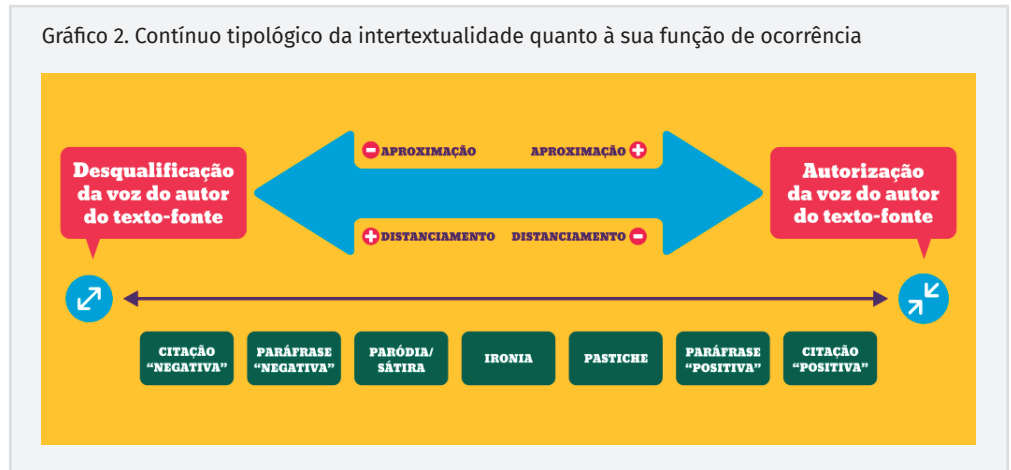 Gráfico 2. Contínuo tipológico da intertextualidade quanto à sua função de ocorrência
APROXIMAÇÃO
APROXIMAÇÃO
Desqualificação
da voz do autor
do texto-fonte
Autorização
da voz do autor
do texto-fonte
DISTANCIAMENTO
DISTANCIAMENTO
CITAÇÃO
“NEGATIVA”
PARÁFRASE
“NEGATIVA”
PARÓDIA/
SÁTIRA
IRONIA
PASTICHE
PARÁFRASE
“POSITIVA”
CITAÇÃO
“POSITIVA”